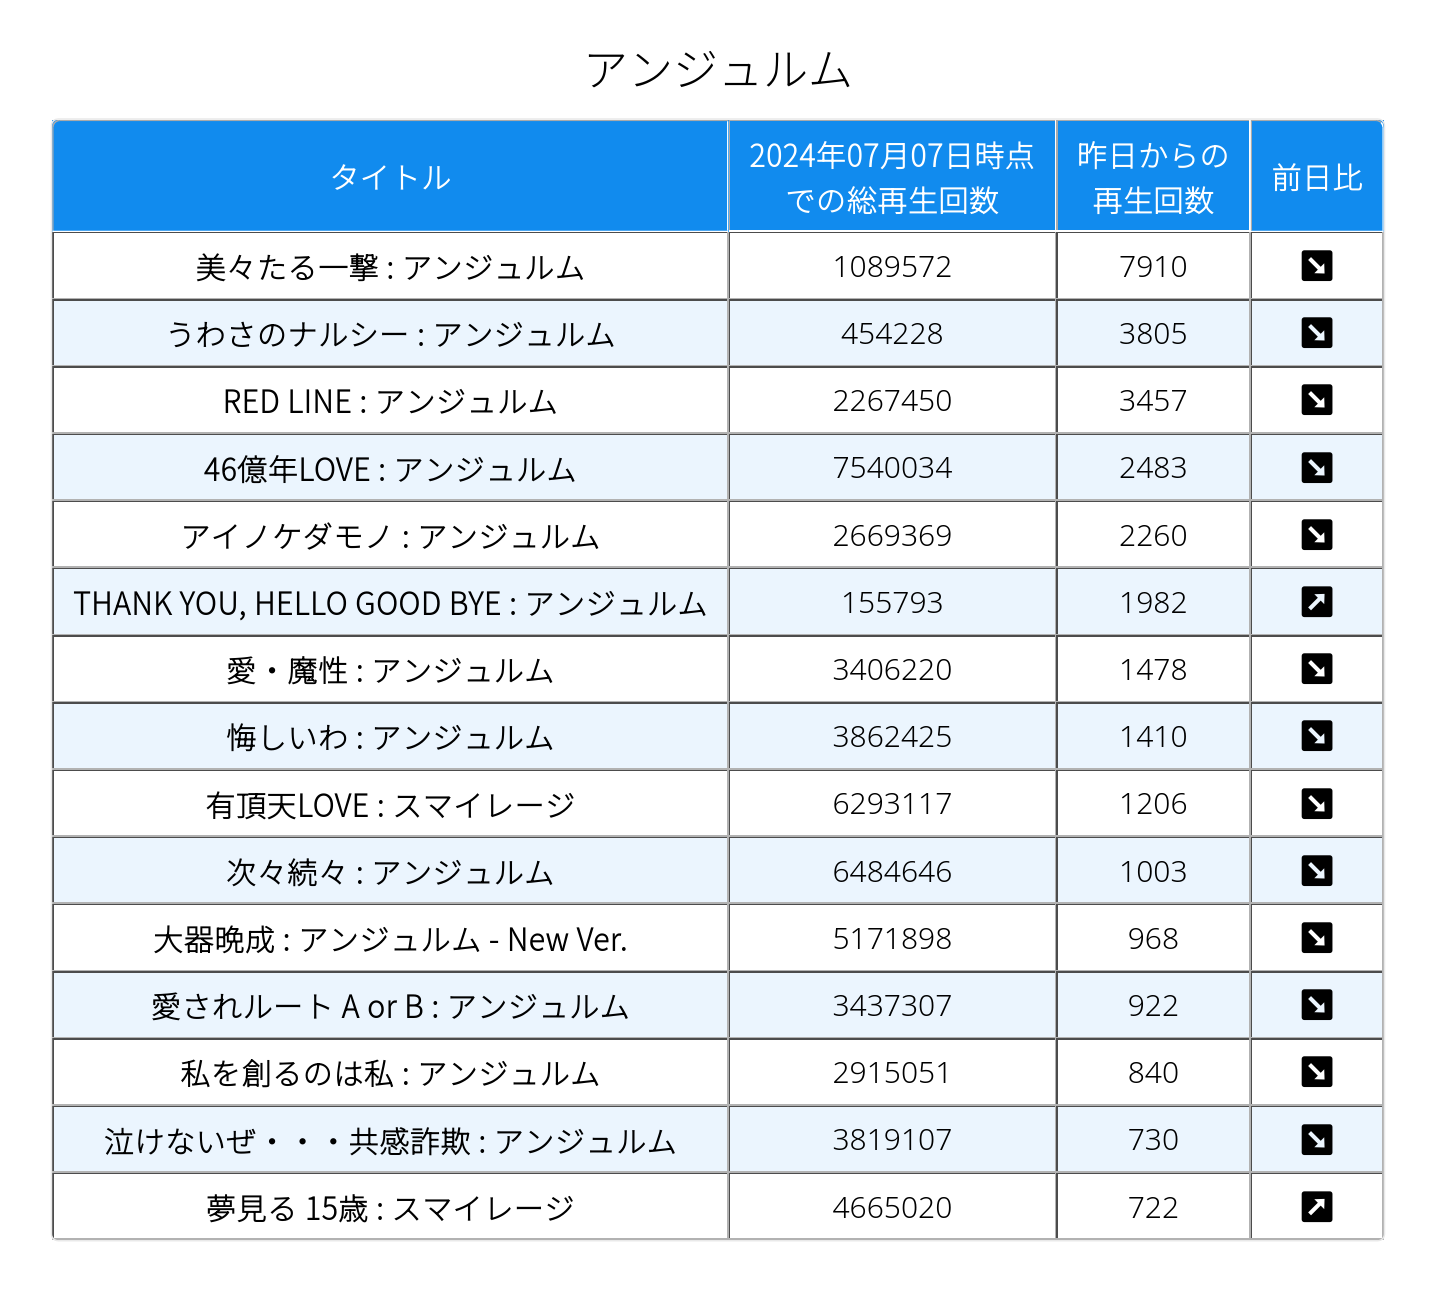 アンジュルム
タイトル 2024年07月07日時点での総再生回数 昨日からの再生回数 前日比
美々たる一撃 : アンジュルム 1089572 7910 ↘
うわさのナルシー : アンジュルム 454228 3805 ↘
RED LINE : アンジュルム 2267450 3457 ↘
46億年LOVE : アンジュルム 7540034 2483 ↘
アイノケダモノ : アンジュルム 2669369 2260 ↘
THANK YOU, HELLO GOOD BYE : アンジュルム 155793 1982 ↗
愛・魔性 : アンジュルム 3406220 1478 ↘
悔しいわ : アンジュルム 3862425 1410 ↘
有頂天LOVE : スマイレージ 6293117 1206 ↘
次々続々 : アンジュルム 6484646 1003 ↘
大器晩成 : アンジュルム - New Ver. 5171898 968 ↘
愛されルート A or B : アンジュルム 3437307 922 ↘
私を創るのは私 : アンジュルム 2915051 840 ↘
泣けないぜ・・・共感詐欺 : アンジュルム 3819107 730 ↘
夢見る 15歳 : スマイレージ 4665020 722 ↗